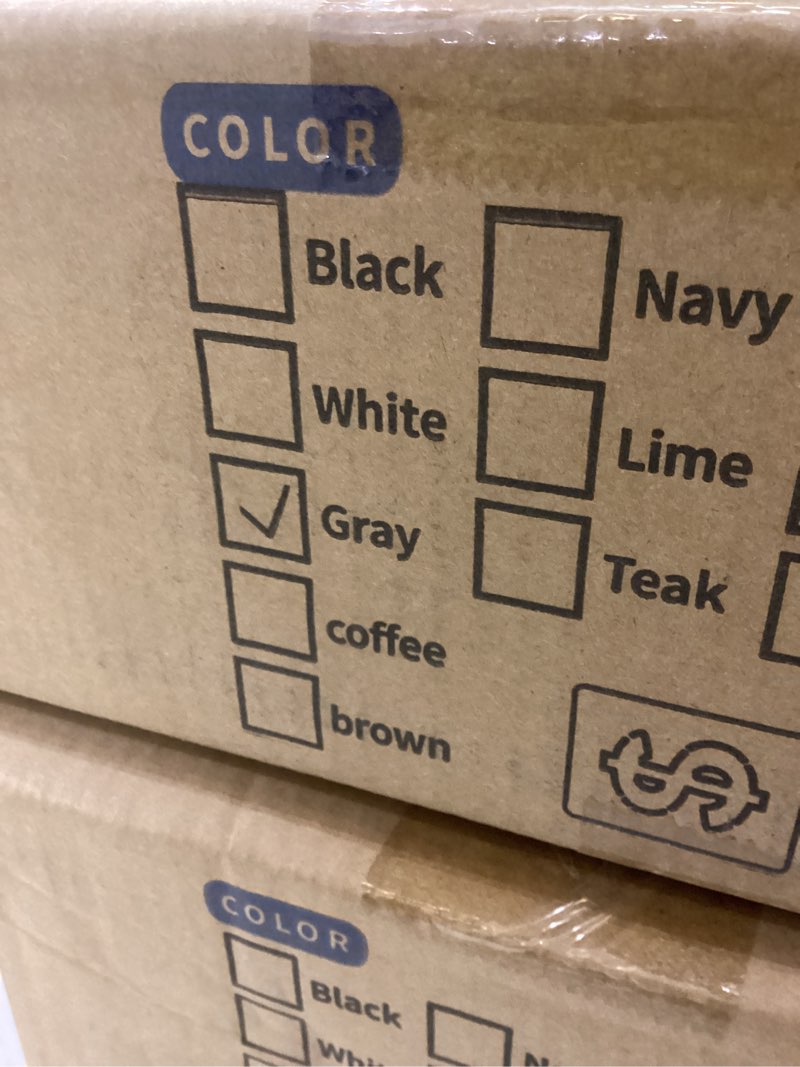 COLOR
Black Navy
White Lime
Gray Teak
coffee
brown
$
COLOR
Black